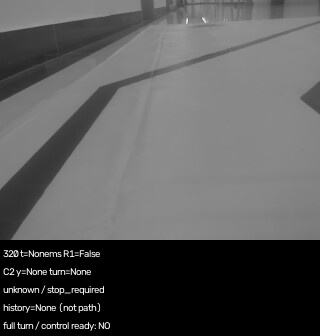 320 t=Nonems R1=False
C2 y=None turn=None
unknown / stop_required
history=None (not path)
full turn / control ready: NO